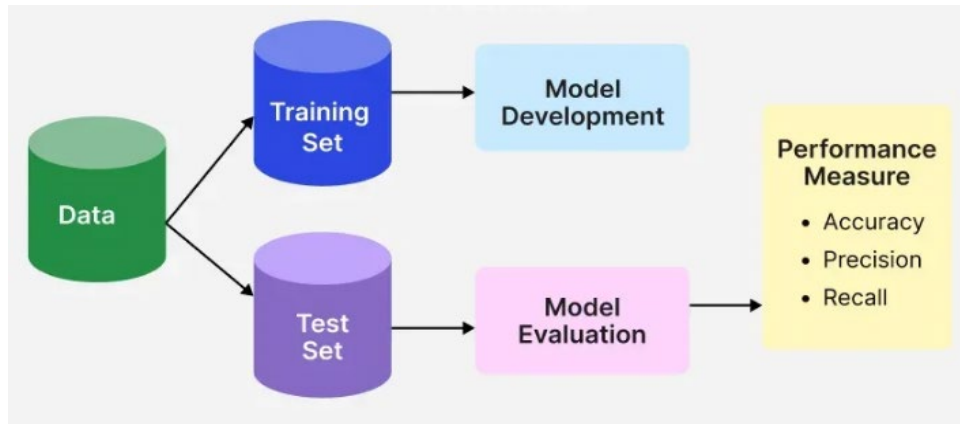 Data
Training
Set
Model
Development
Test
Set
Model
Evaluation
Performance
Measure
• Accuracy
• Precision
• Recall